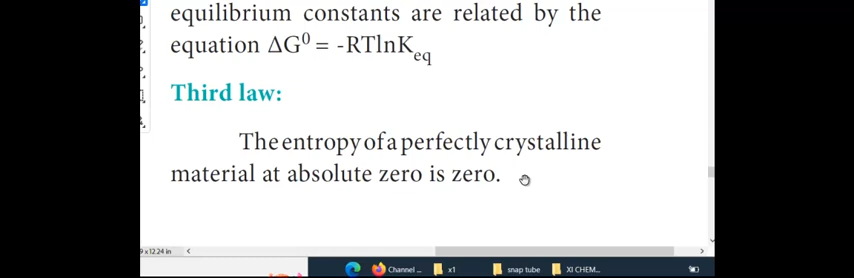 equilibrium constants are related by the
equation ΔG⁰ = -RTlnKeq
Third law:
The entropy of a perfectly crystalline
material at absolute zero is zero.
9 x 12.24 in
Channel ...
x1
snap tube
XI CHEM...